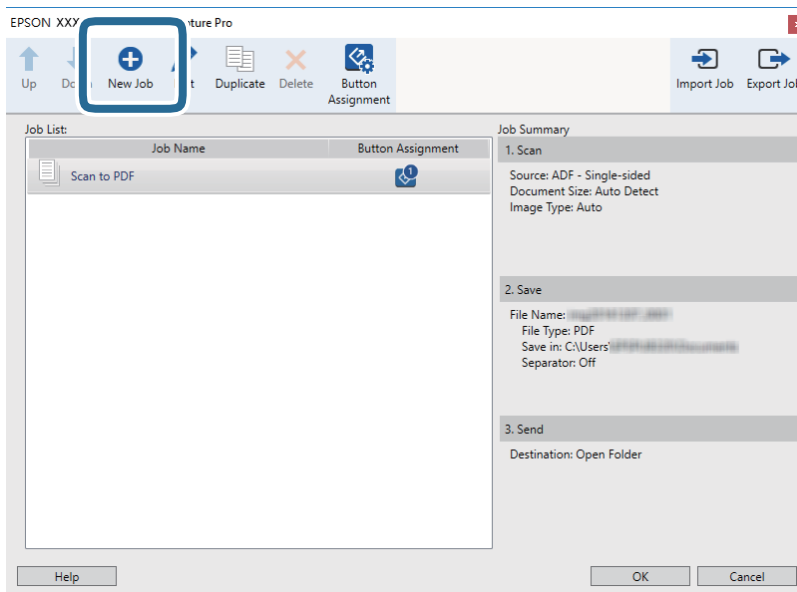 EPSON XXX ture Pro
Up
New Job
Duplicate
Delete
Button
Assignment
Import Job
Export Jo
Job List:
Job Name
Button Assignment
Scan to PDF
1
Job Summary
1. Scan
Source: ADF - Single-sided
Document Size: Auto Detect
Image Type: Auto
2. Save
File Name:
File Type: PDF
Save in: C:\Users\
Separator: Off
3. Send
Destination: Open Folder
Help
OK
Cancel